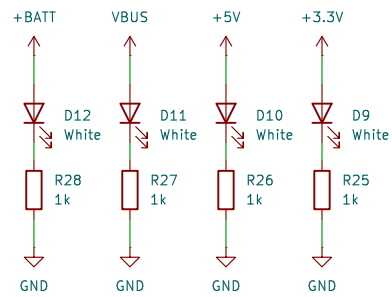 +BATT VBUS +5V +3.3V
D12 D11 D10 D9
White White White White
R28 R27 R26 R25
1k 1k 1k 1k
GND GND GND GND